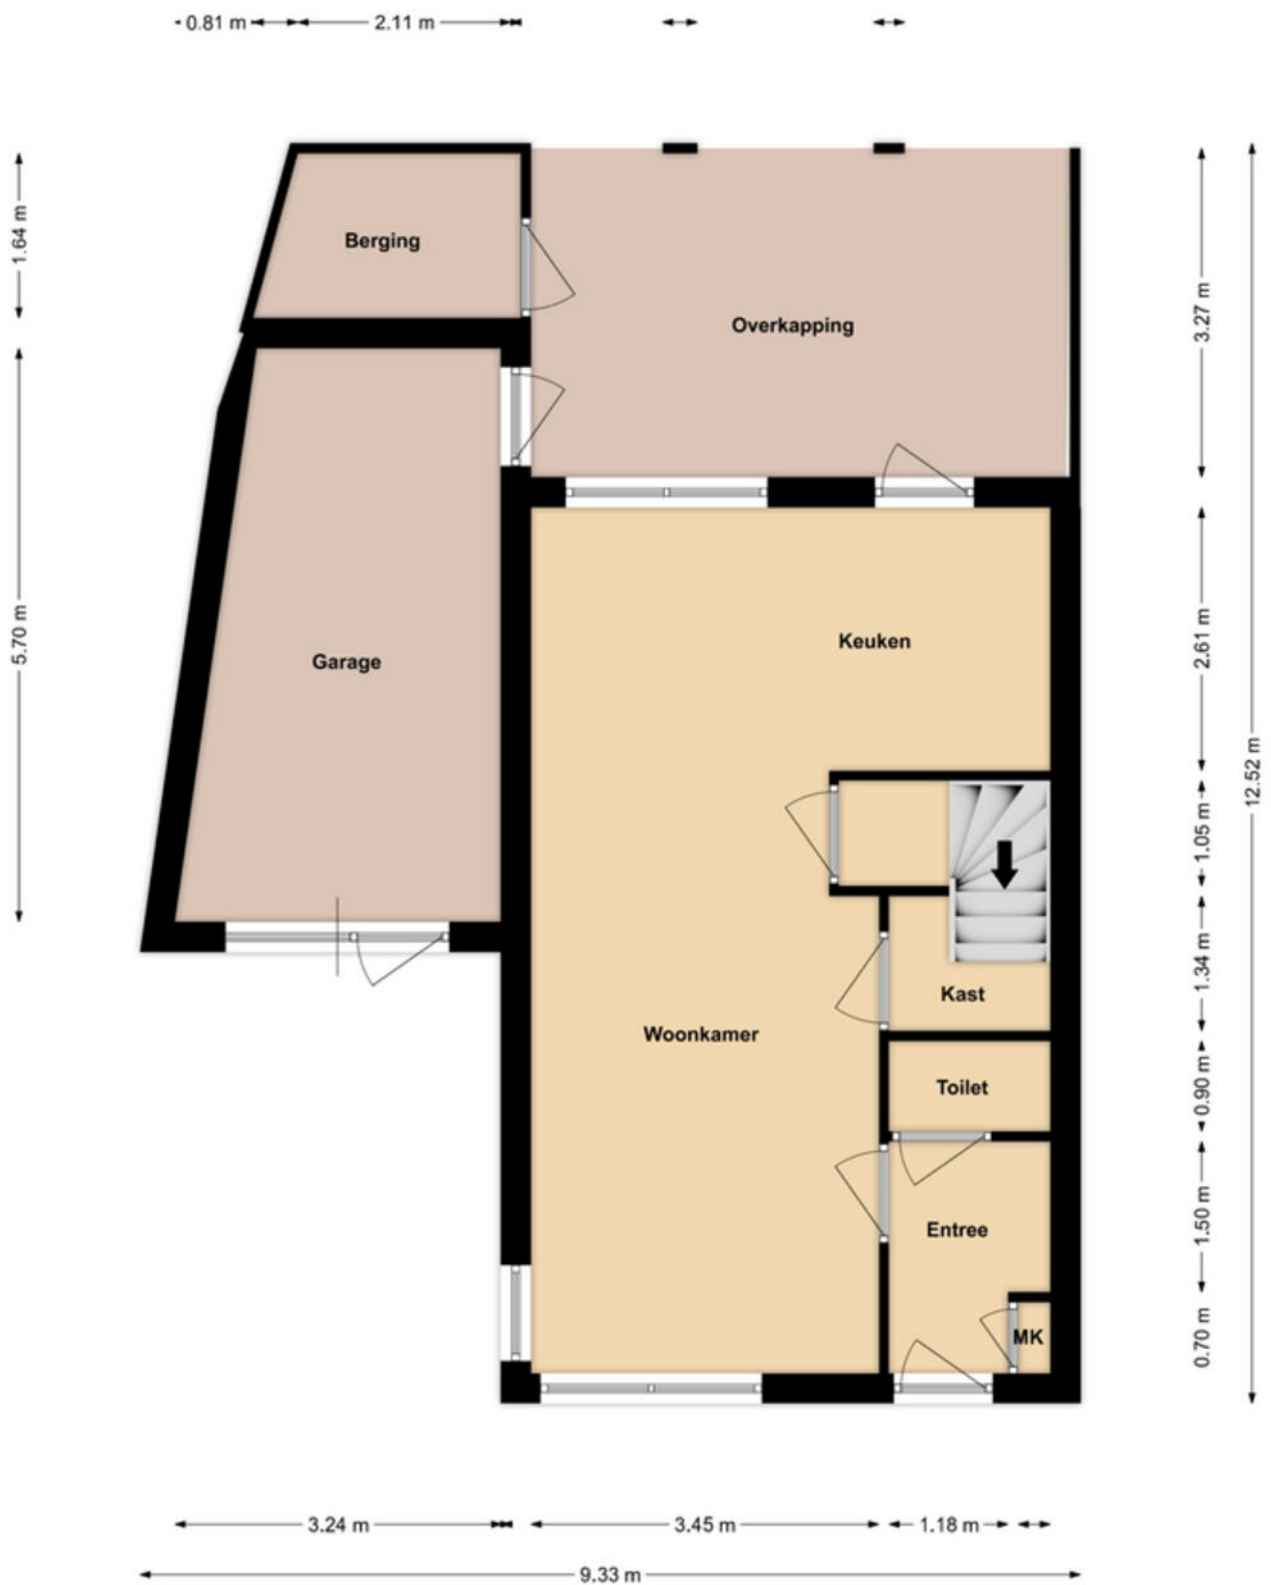 0.81 m
2.11 m
1.64 m
Berging
Overkapping
3.27 m
5.70 m
Garage
Keuken
2.61 m
12.52 m
1.05 m
Kast
1.34 m
Woonkamer
Toilet
0.90 m
Entree
1.50 m
MK
0.70 m
3.24 m
3.45 m
1.18 m
9.33 m